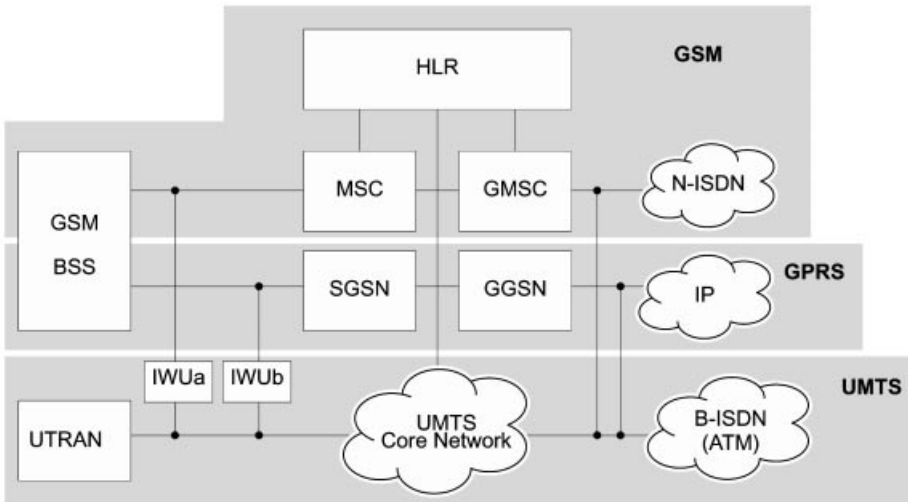 HLR
GSM
MSC
GMSC
N-ISDN
GSM
BSS
SGSN
GGSN
IP
GPRS
IWUa
IWUb
UMTS
UTRAN
UMTS
Core Network
B-ISDN
(ATM)